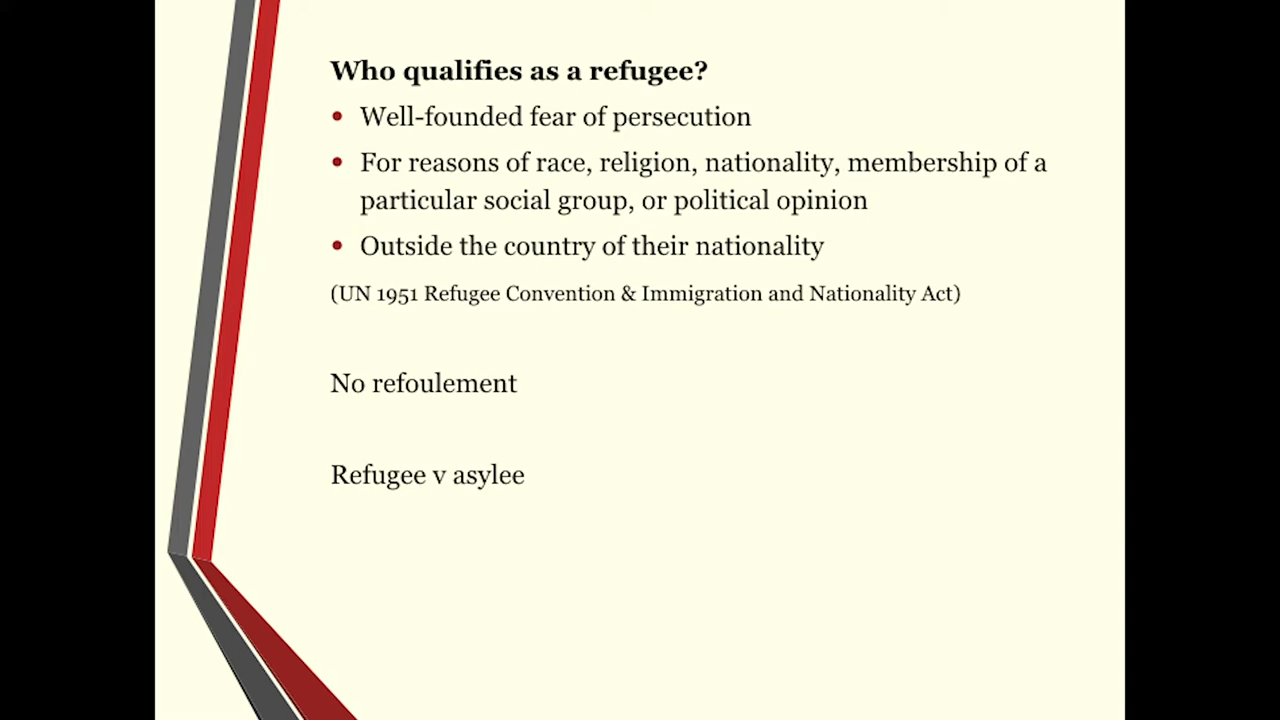 Who qualifies as a refugee?
• Well-founded fear of persecution
• For reasons of race, religion, nationality, membership of a
particular social group, or political opinion
• Outside the country of their nationality
(UN 1951 Refugee Convention & Immigration and Nationality Act)
No refoulement
Refugee v asylee